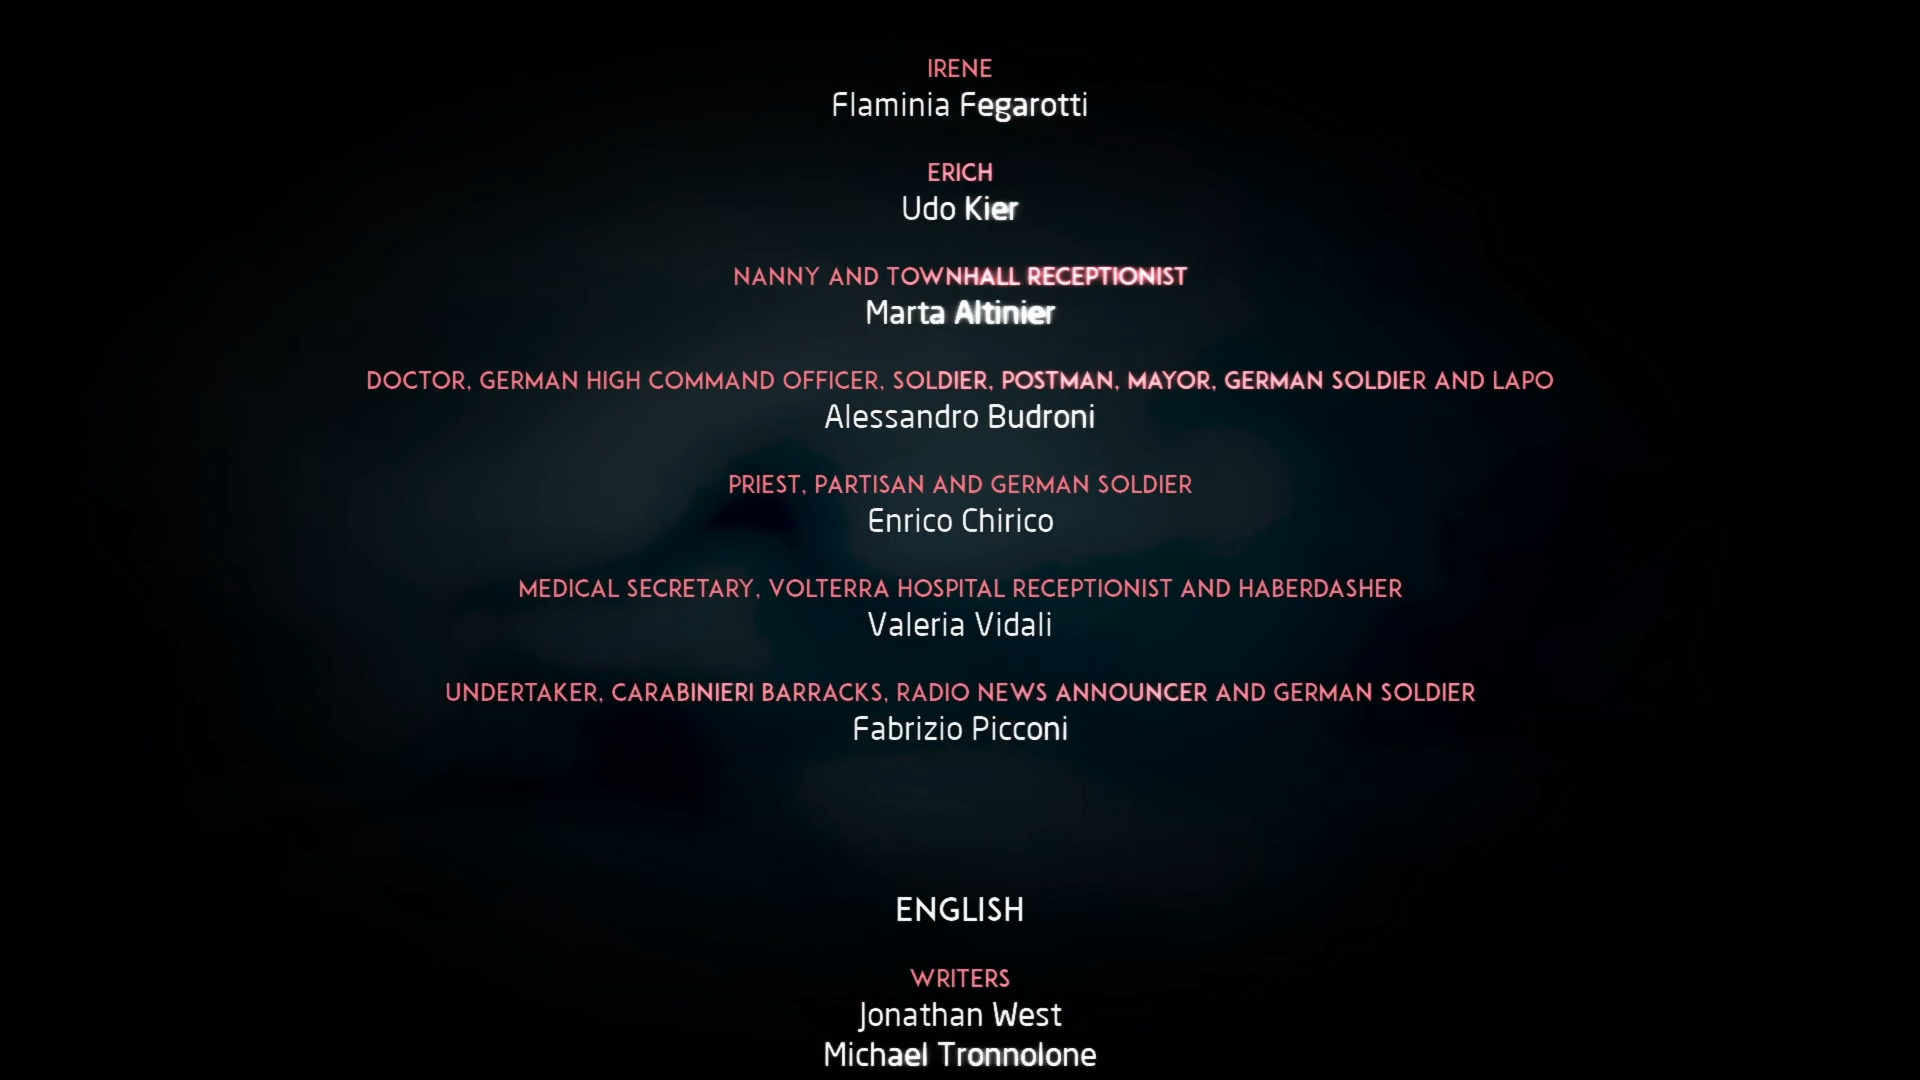 IRENE
Flaminia Fegarotti
ERICH
Udo Kier
NANNY AND TOWNHALL RECEPTIONIST
Marta Altinier
DOCTOR, GERMAN HIGH COMMAND OFFICER, SOLDIER, POSTMAN, MAYOR, GERMAN SOLDIER AND LAPO
Alessandro Budroni
PRIEST, PARTISAN AND GERMAN SOLDIER
Enrico Chirico
MEDICAL SECRETARY, VOLTERRA HOSPITAL RECEPTIONIST AND HABERDASHER
Valeria Vidali
UNDERTAKER, CARABINIERI BARRACKS, RADIO NEWS ANNOUNCER AND GERMAN SOLDIER
Fabrizio Picconi
ENGLISH
WRITERS
Jonathan West
Michael Tronnolone